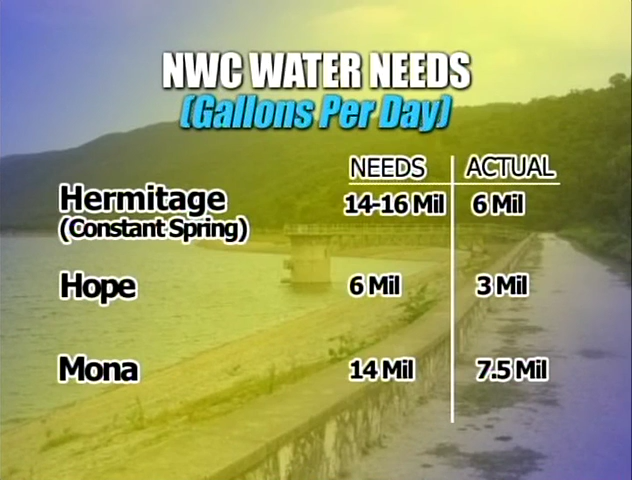 NWC WATER NEEDS
(Gallons Per Day)
NEEDS ACTUAL
Hermitage 14-16 Mil 6 Mil
(Constant Spring)
Hope 6 Mil 3 Mil
Mona 14 Mil 7.5 Mil